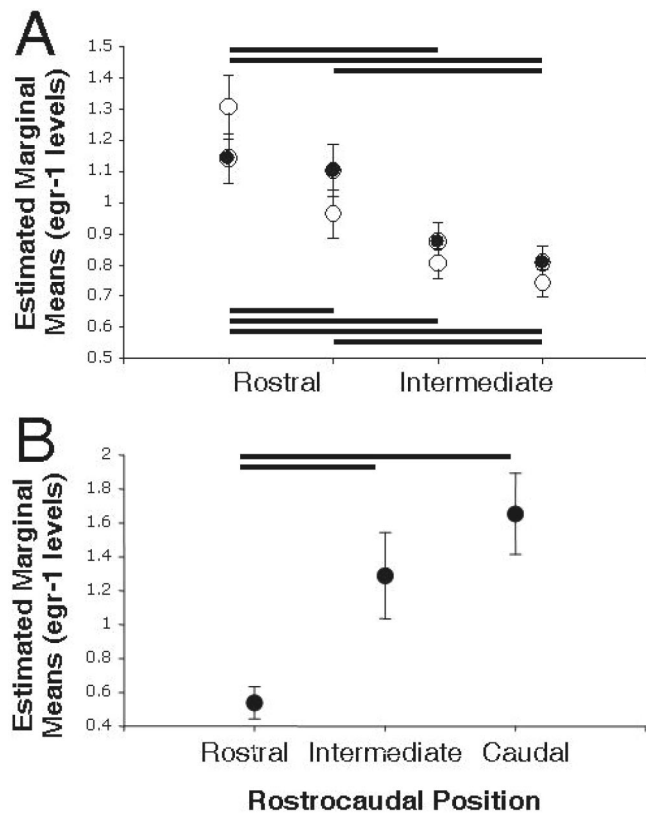 A
Estimated Marginal
Means (egr-1 levels)
1.5
1.4
1.3
1.2
1.1
1
0.9
0.8
0.7
0.6
0.5
Rostral
Intermediate
B
Estimated Marginal
Means (egr-1 levels)
2
1.8
1.6
1.4
1.2
1
0.8
0.6
0.4
Rostral
Intermediate
Caudal
Rostrocaudal Position